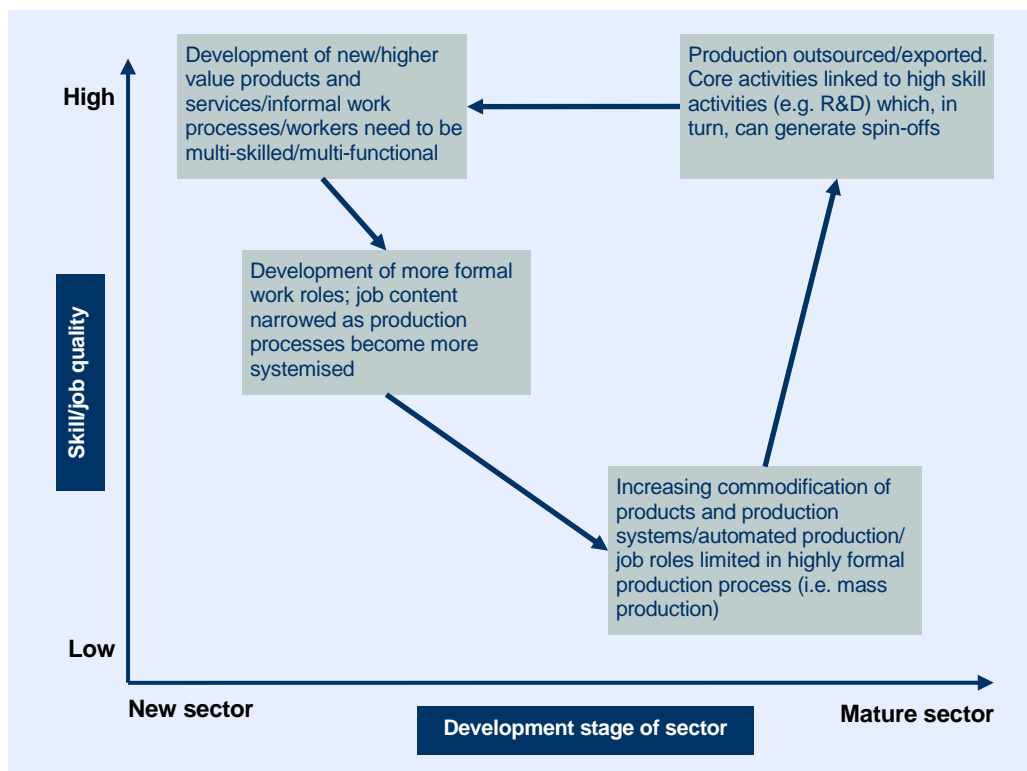 Development of new/higher
value products and
services/informal work
processes/workers need to be
multi-skilled/multi-functional
Production outsourced/exported.
Core activities linked to high skill
activities (e.g. R&D) which, in
turn, can generate spin-offs
High
Development of more formal
work roles; job content
narrowed as production
processes become more
systemised
Skill/job quality
Increasing commodification of
products and production
systems/automated production/
job roles limited in highly formal
production process (i.e. mass
production)
Low
New sector
Development stage of sector
Mature sector